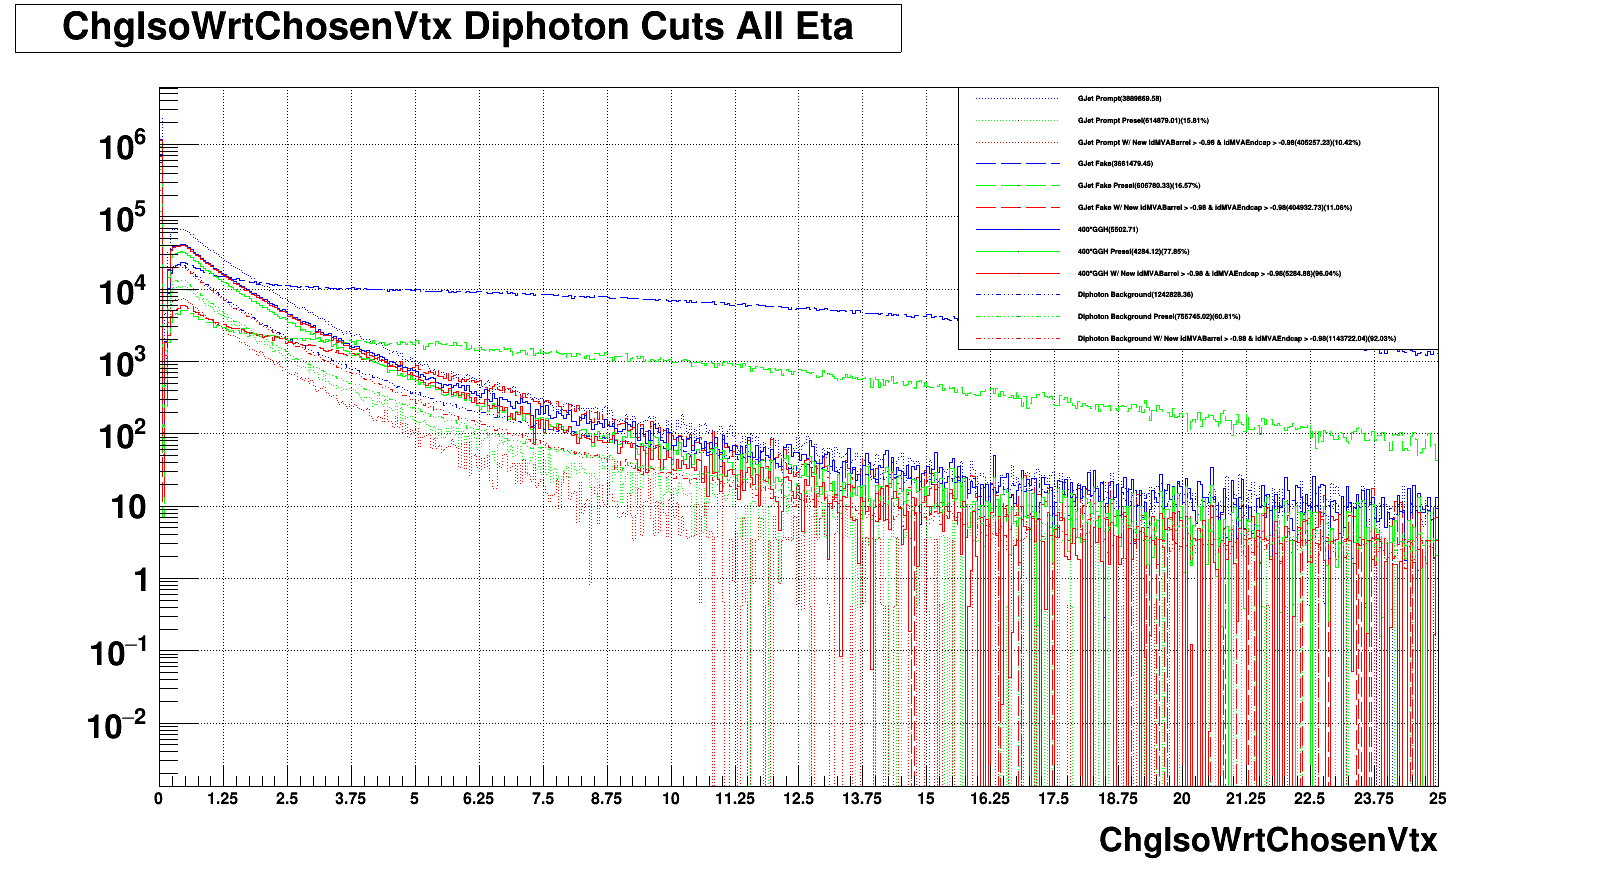 ChgIsoWrtChosenVtx Diphoton Cuts All Eta
GJet Prompt(3889869.58)
GJet Prompt Presel(614879.01)(15.81%)
GJet Prompt W/ New IdMVABarrel > -0.98 & IdMVAEndcap > -0.98(405257.23)(10.42%)
GJet Fake(3661479.45)
GJet Fake Presel(606780.33)(16.57%)
GJet Fake W/ New IdMVABarrel > -0.98 & IdMVAEndcap > -0.98(404932.73)(11.06%)
400*GGH(5502.71)
400*GGH Presel(4284.12)(77.85%)
400*GGH W/ New IdMVABarrel > -0.98 & IdMVAEndcap > -0.98(5284.88)(96.04%)
Diphoton Background(1242828.36)
Diphoton Background Presel(755745.02)(60.81%)
Diphoton Background W/ New IdMVABarrel > -0.98 & IdMVAEndcap > -0.98(1143722.04)(92.03%)
10^6
10^5
10^4
10^3
10^2
10
1
10^−1
10^−2
0 1.25 2.5 3.75 5 6.25 7.5 8.75 10 11.25 12.5 13.75 15 16.25 17.5 18.75 20 21.25 22.5 23.75 25
ChgIsoWrtChosenVtx